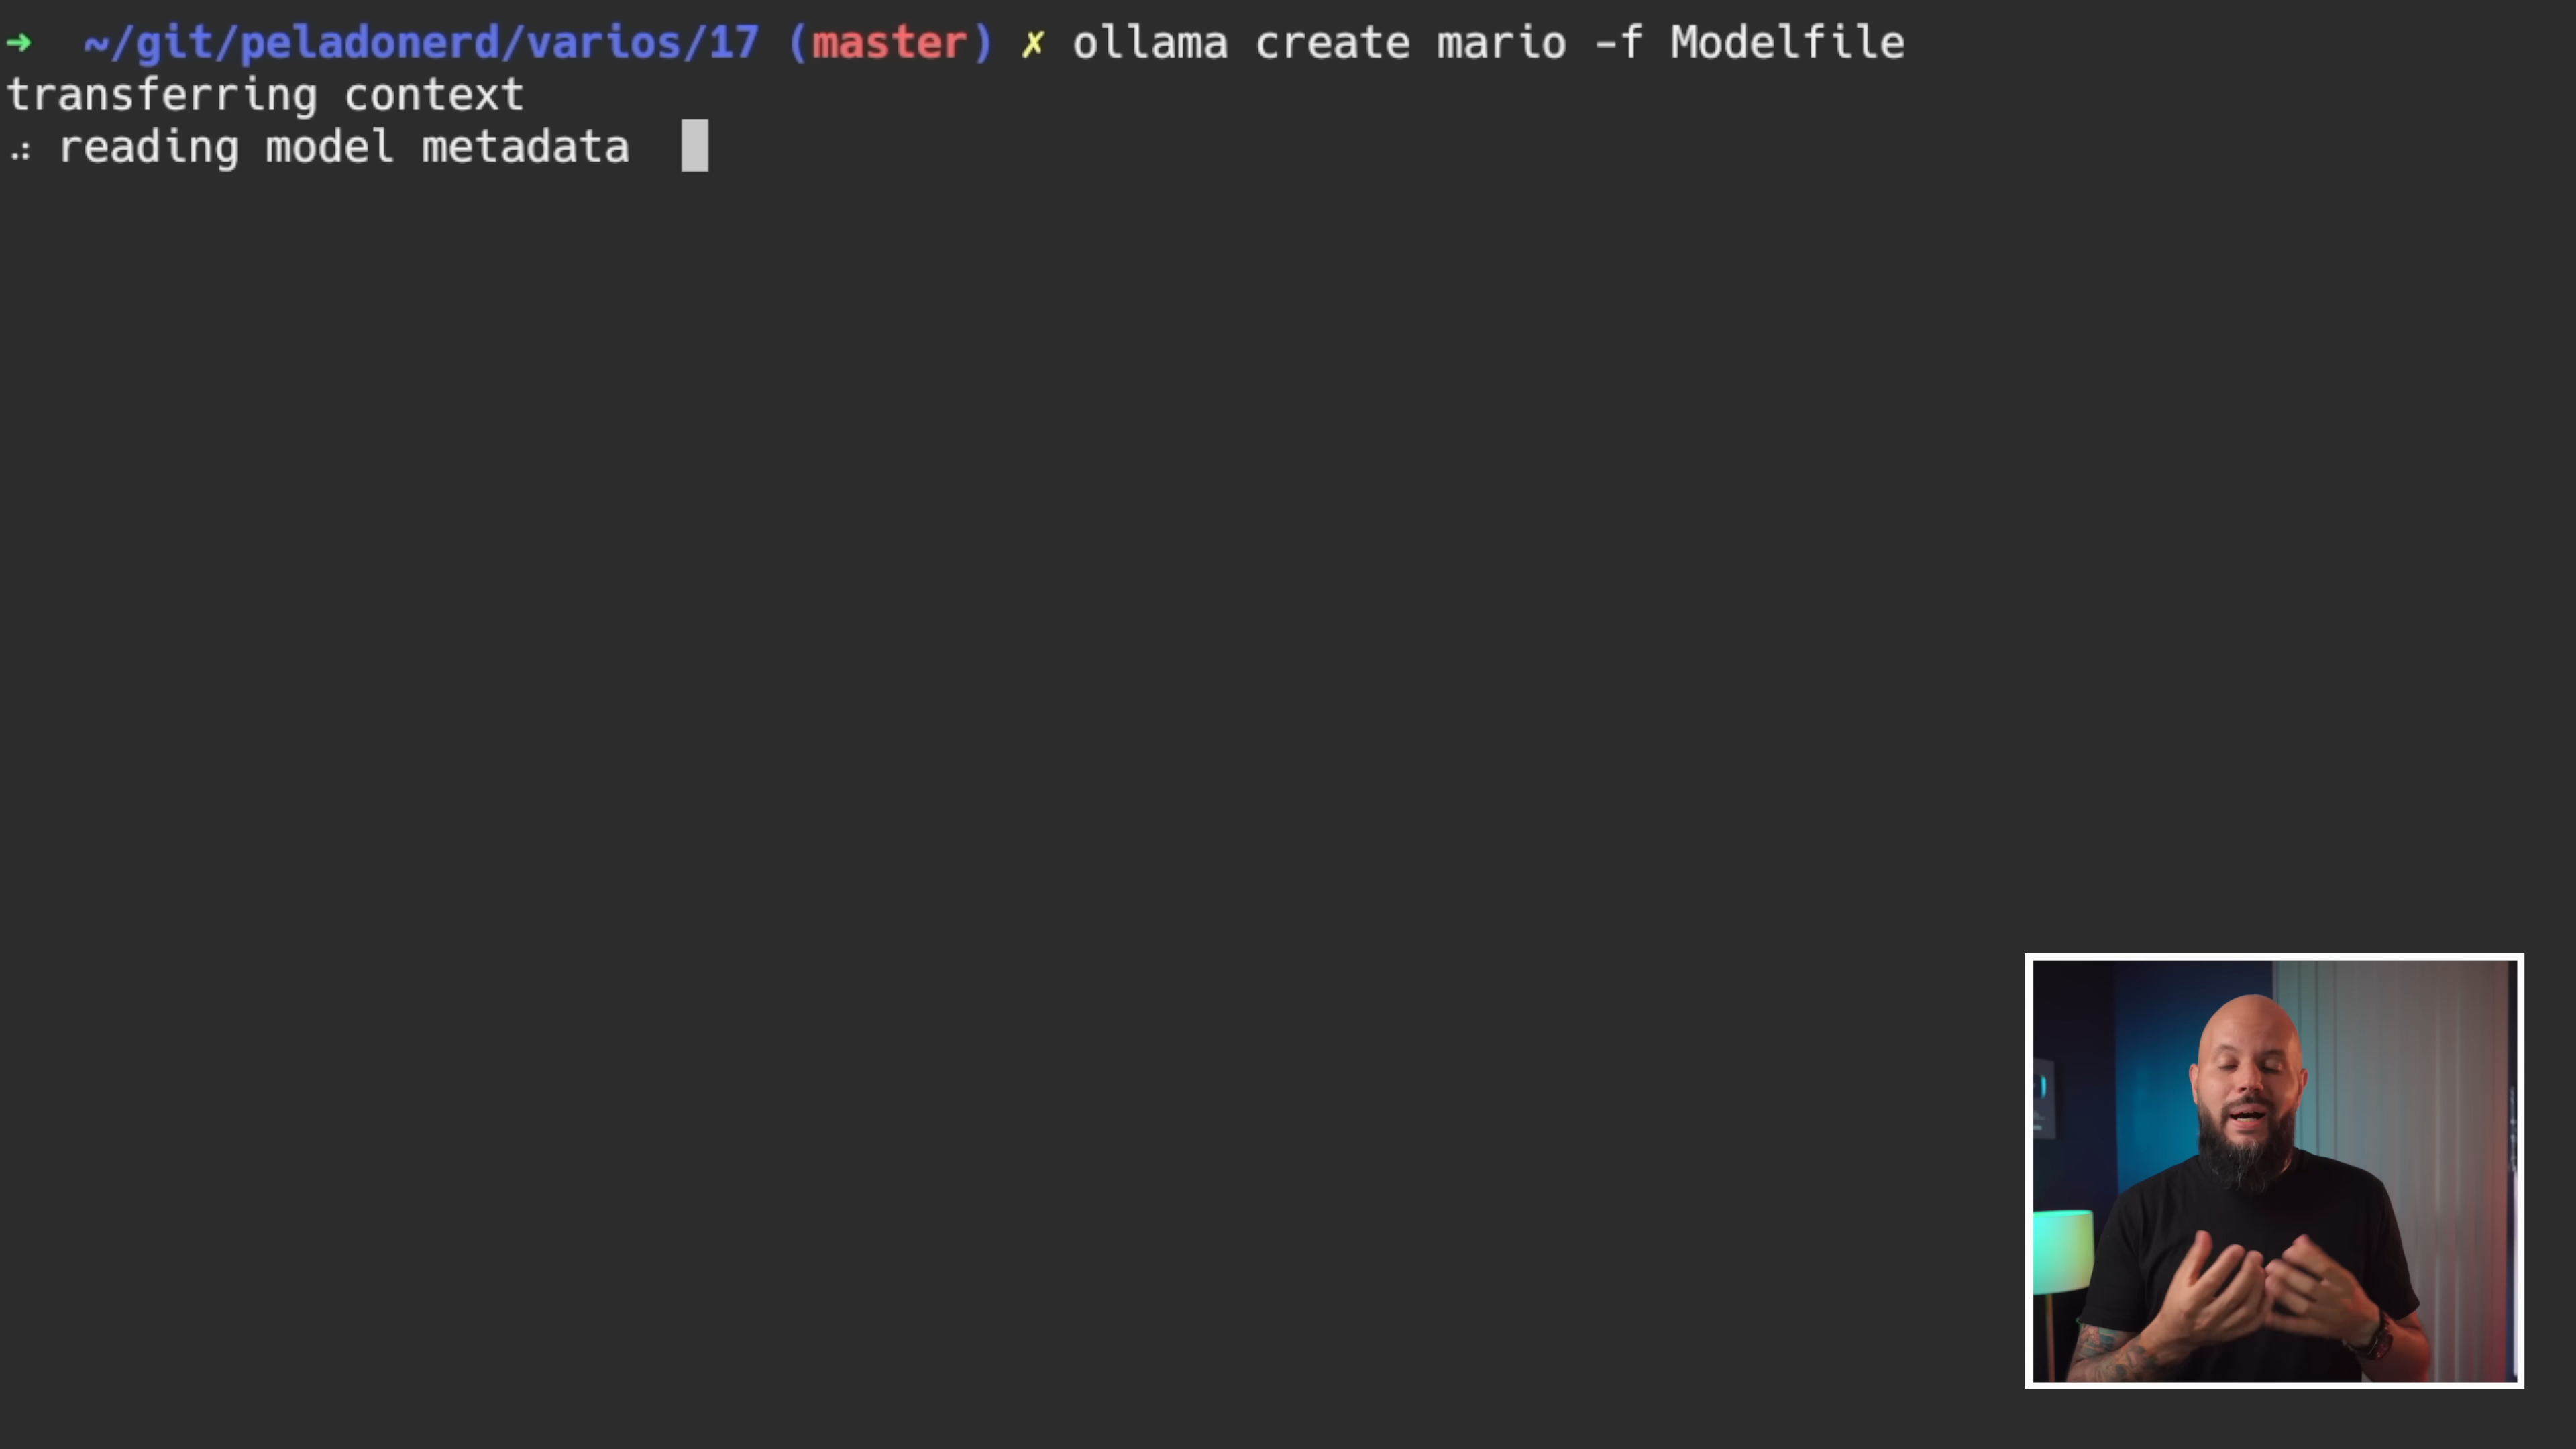 ➜ ~/git/peladonerd/varios/17 (master) ✗ ollama create mario -f Modelfile
transferring context
⠴ reading model metadata